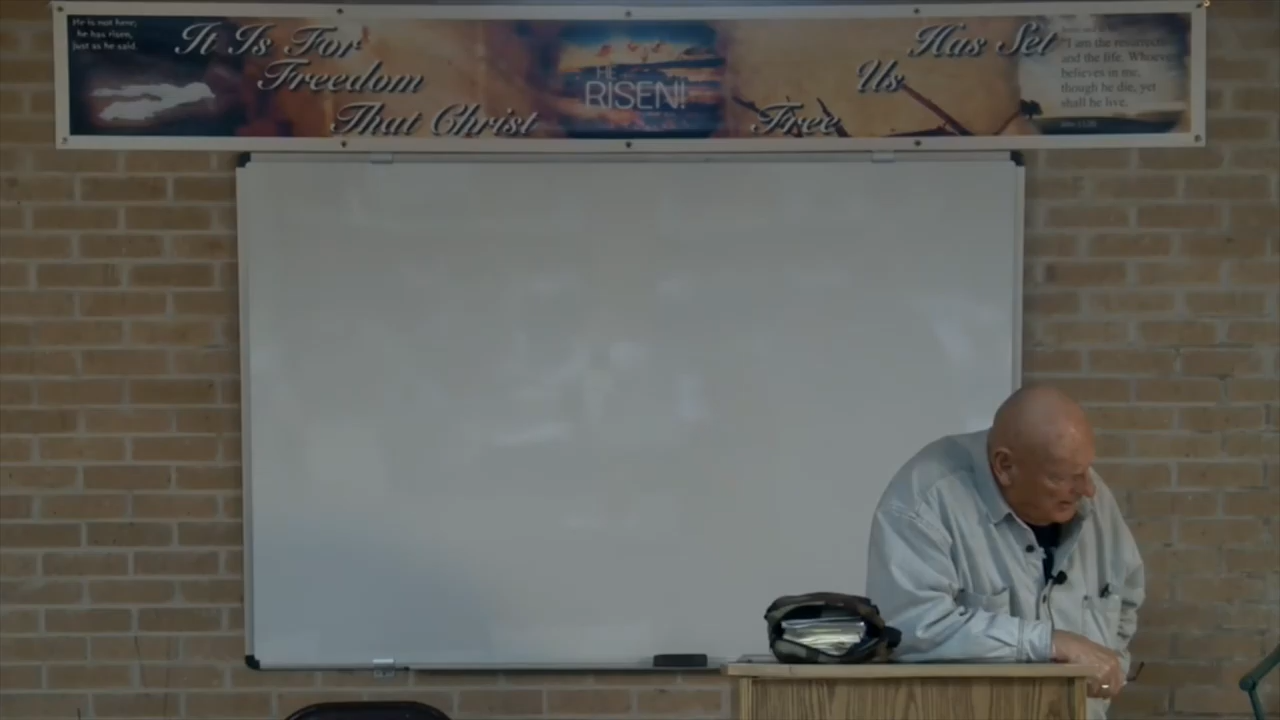 He is not here;
he has risen,
just as he said.
It Is For
Freedom
That Christ
HE
RISEN!
Has Set
Us
Free
"I am the resurrection
and the life. Whoever
believes in me,
though he die, yet
shall he live.